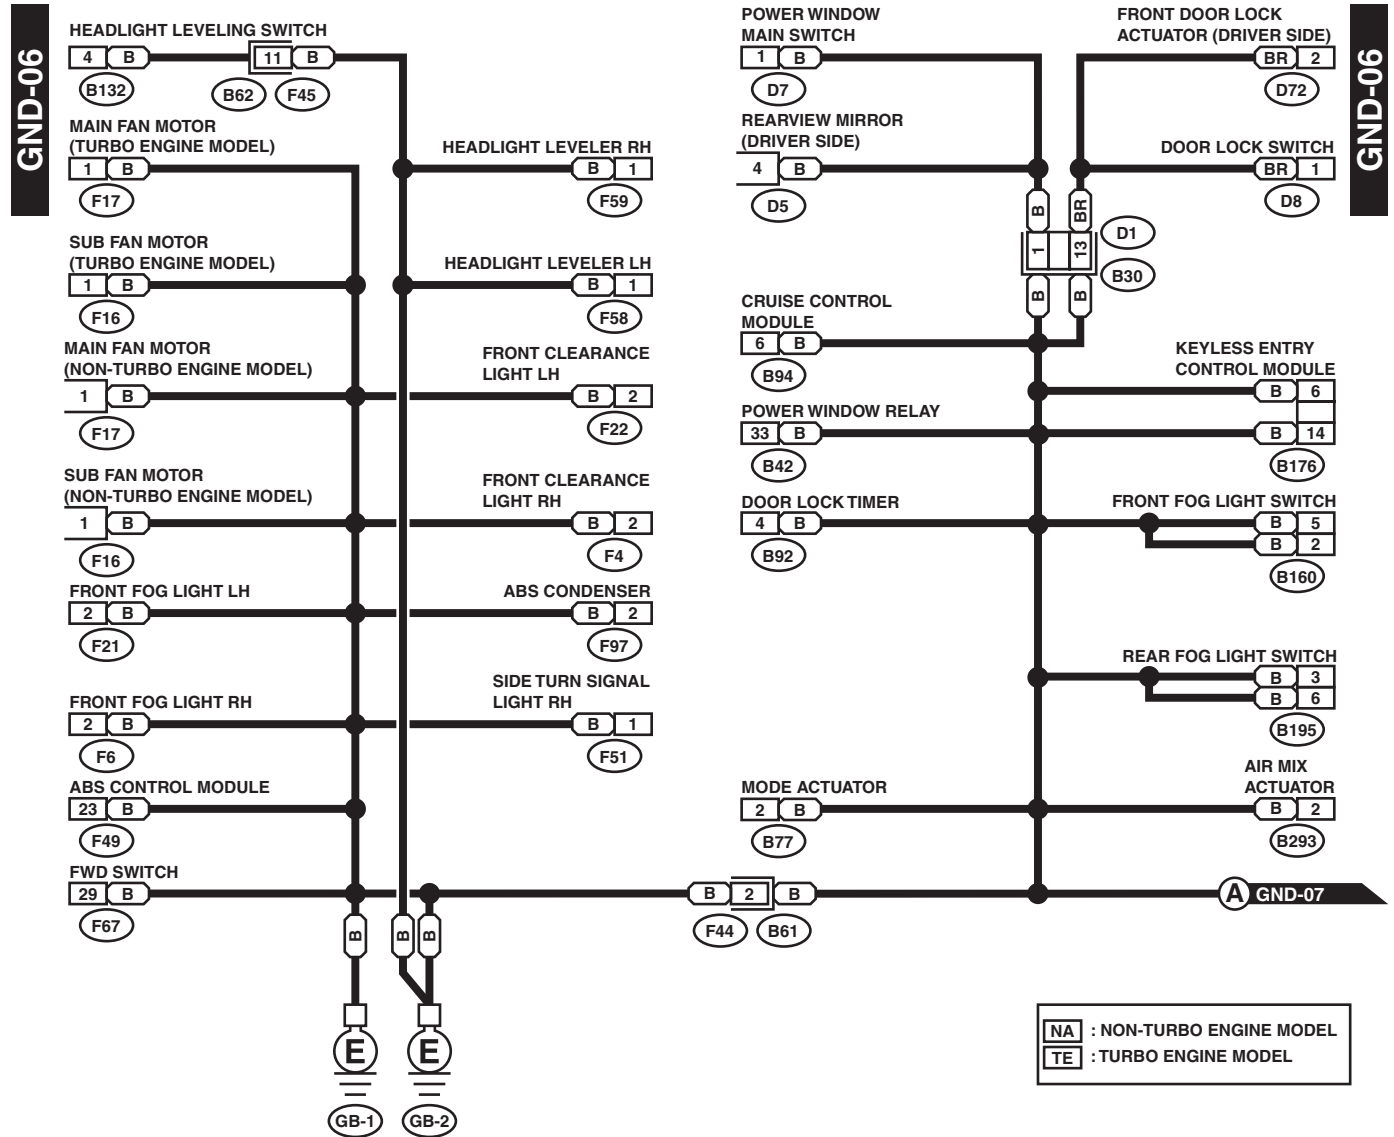 GND-06
HEADLIGHT LEVELING SWITCH
4 B
11 B
B132
B62
F45
MAIN FAN MOTOR
(TURBO ENGINE MODEL)
1 B
F17
HEADLIGHT LEVELER RH
B 1
F59
SUB FAN MOTOR
(TURBO ENGINE MODEL)
1 B
F16
HEADLIGHT LEVELER LH
B 1
F58
MAIN FAN MOTOR
(NON-TURBO ENGINE MODEL)
1 B
F17
FRONT CLEARANCE
LIGHT LH
B 2
F22
SUB FAN MOTOR
(NON-TURBO ENGINE MODEL)
1 B
F16
FRONT CLEARANCE
LIGHT RH
B 2
F4
FRONT FOG LIGHT LH
2 B
F21
ABS CONDENSER
B 2
F97
FRONT FOG LIGHT RH
2 B
F6
SIDE TURN SIGNAL
LIGHT RH
B 1
F51
ABS CONTROL MODULE
23 B
F49
FWD SWITCH
29 B
F67
B
B
B
E
E
GB-1
GB-2
B 2 B
F44
B61
POWER WINDOW
MAIN SWITCH
1 B
D7
REARVIEW MIRROR
(DRIVER SIDE)
4 B
D5
FRONT DOOR LOCK
ACTUATOR (DRIVER SIDE)
BR 2
D72
DOOR LOCK SWITCH
BR 1
D8
B
BR
1
13
B
B
D1
B30
CRUISE CONTROL
MODULE
6 B
B94
KEYLESS ENTRY
CONTROL MODULE
B 6
B 14
B176
POWER WINDOW RELAY
33 B
B42
DOOR LOCK TIMER
4 B
B92
FRONT FOG LIGHT SWITCH
B 5
B 2
B160
REAR FOG LIGHT SWITCH
B 3
B 6
B195
MODE ACTUATOR
2 B
B77
AIR MIX
ACTUATOR
B 2
B293
A GND-07
GND-06
NA : NON-TURBO ENGINE MODEL
TE : TURBO ENGINE MODEL